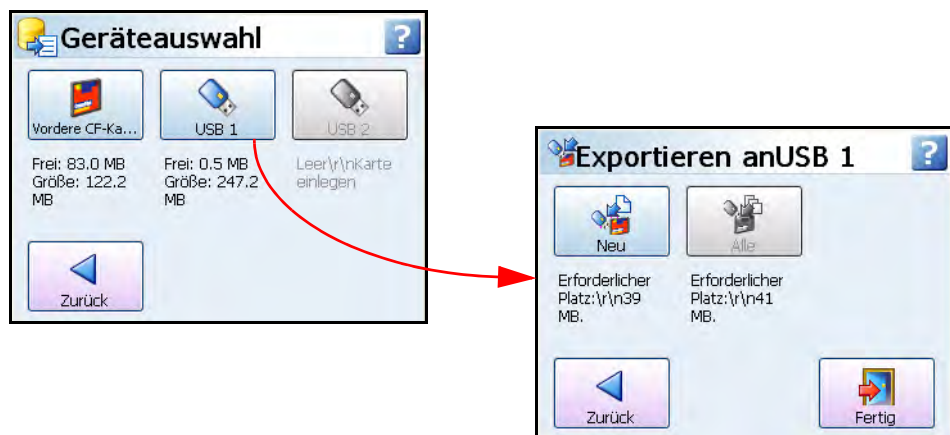 Geräteauswahl
?
Vordere CF-Ka...
USB 1
USB 2
Frei: 83.0 MB
Größe: 122.2
MB
Frei: 0.5 MB
Größe: 247.2
MB
Leer\r\nKarte
einlegen
Zurück
Exportieren anUSB 1
?
Neu
Alle
Erforderlicher
Platz:\r\n39
MB.
Erforderlicher
Platz:\r\n41
MB.
Zurück
Fertig